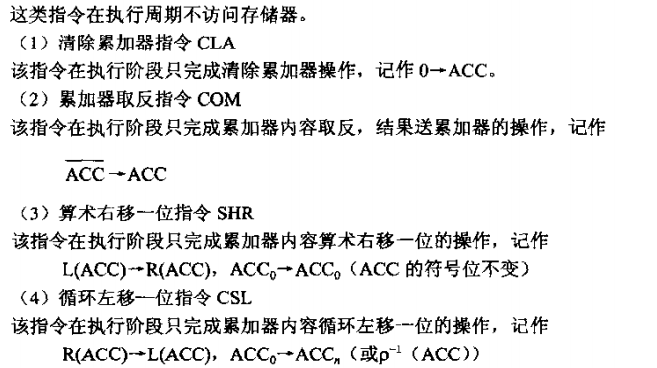 这类指令在执行周期不访问存储器。
（1）清除累加器指令 CLA
该指令在执行阶段只完成清除累加器操作，记作 0→ACC。
（2）累加器取反指令 COM
该指令在执行阶段只完成累加器内容取反，结果送累加器的操作，记作
A̅C̅C̅→ACC
（3）算术右移一位指令 SHR
该指令在执行阶段只完成累加器内容算术右移一位的操作，记作
L(ACC)→R(ACC)，ACC₀→ACC₀（ACC 的符号位不变）
（4）循环左移一位指令 CSL
该指令在执行阶段只完成累加器内容循环左移一位的操作，记作
R(ACC)→L(ACC)，ACC₀→ACCₙ（或ρ⁻¹（ACC））